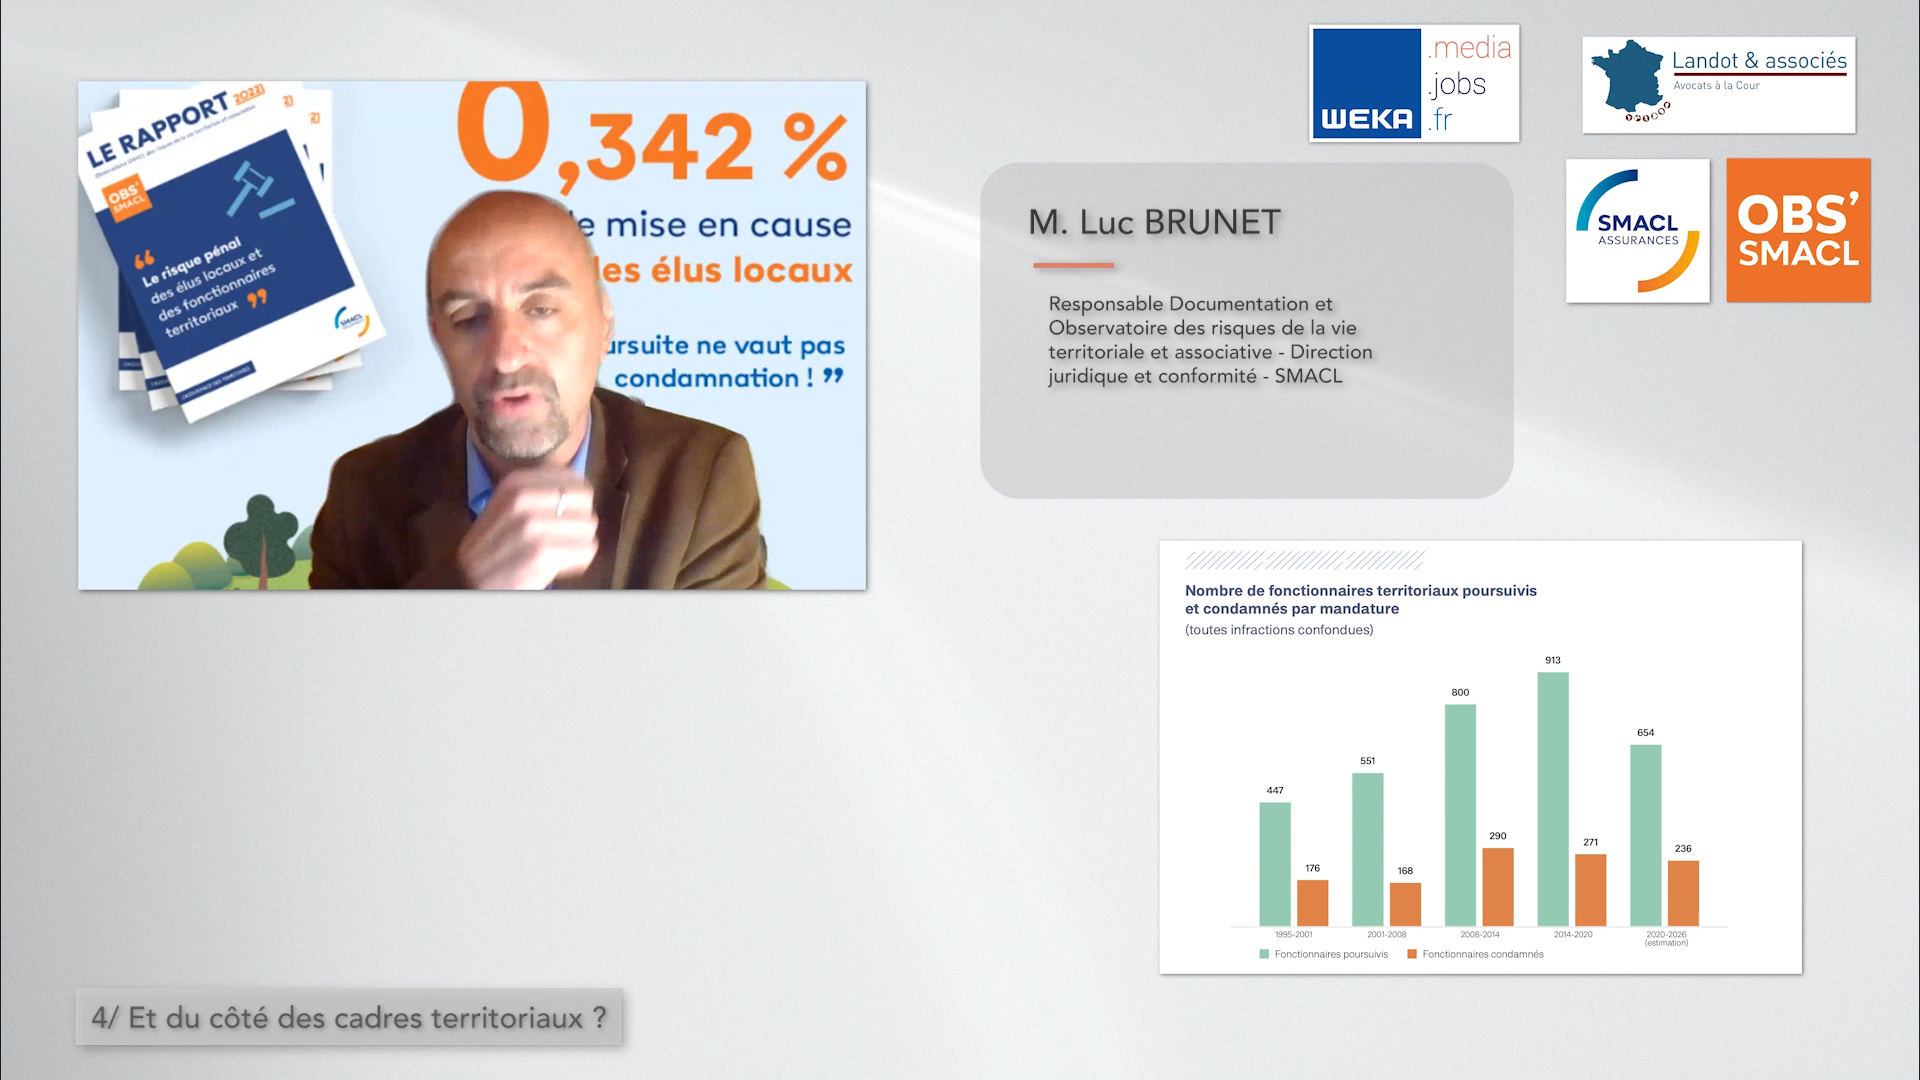 LE RAPPORT 2022
OBS'
SMACL
“
Le risque pénal
des élus locaux et
des fonctionnaires
territoriaux ”
SMACL
0,342 %
e mise en cause
es élus locaux
ursuite ne vaut pas
condamnation ! ”
WEKA
.media
.jobs
.fr
Landot & associés
Avocats à la Cour
SMACL
ASSURANCES
OBS'
SMACL
M. Luc BRUNET
Responsable Documentation et
Observatoire des risques de la vie
territoriale et associative - Direction
juridique et conformité - SMACL
Nombre de fonctionnaires territoriaux poursuivis
et condamnés par mandature
(toutes infractions confondues)
447
176
551
168
800
290
913
271
654
236
1995-2001
2001-2008
2008-2014
2014-2020
2020-2026
(estimation)
Fonctionnaires poursuivis
Fonctionnaires condamnés
4/ Et du côté des cadres territoriaux ?